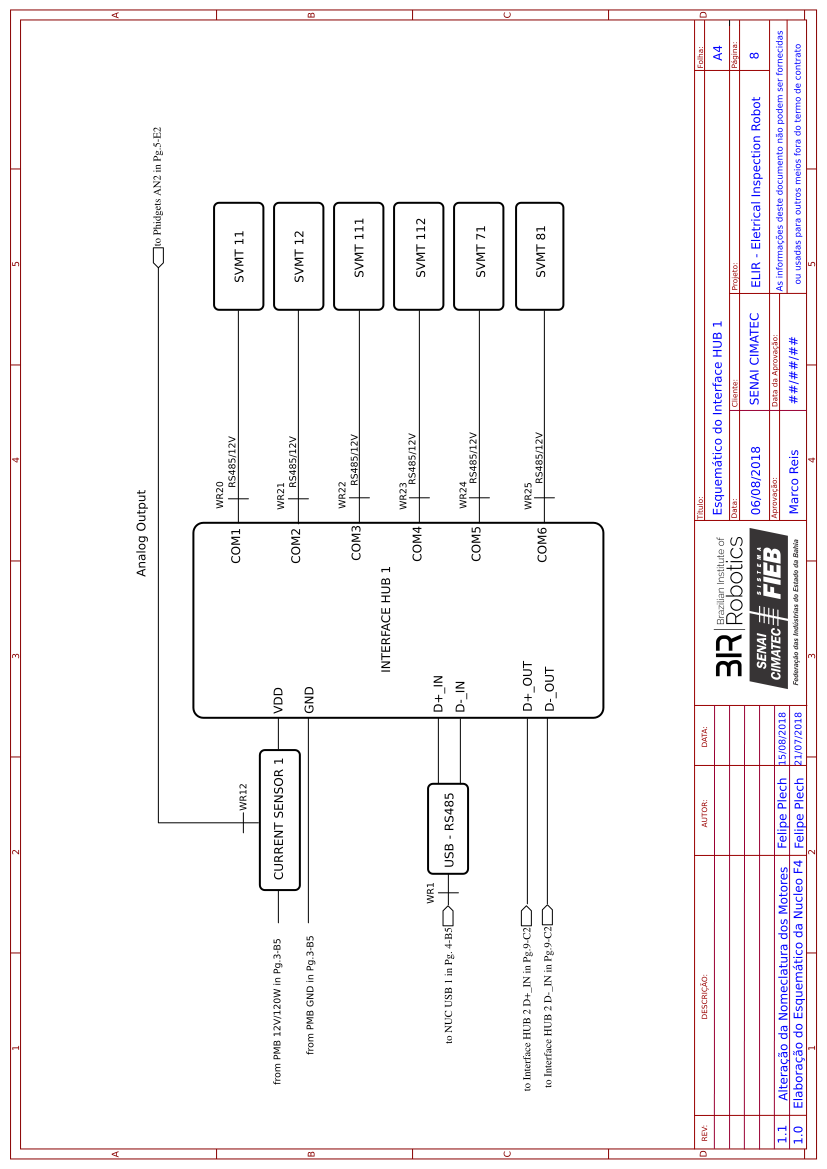 1
2
3
4
5
A
B
C
D
Analog Output
to Phidgets AN2 in Pg.5-E2
WR12
from PMB 12V/120W in Pg.3-B5
CURRENT SENSOR 1
VDD
from PMB GND in Pg.3-B5
GND
INTERFACE HUB 1
to NUC USB 1 in Pg. 4-B5
WR1
USB - RS485
D+_IN
D-_IN
to Interface HUB 2 D+_IN in Pg.9-C2
D+_OUT
to Interface HUB 2 D-_IN in Pg.9-C2
D-_OUT
COM1
WR20
RS485/12V
SVMT 11
COM2
WR21
RS485/12V
SVMT 12
COM3
WR22
RS485/12V
SVMT 111
COM4
WR23
RS485/12V
SVMT 112
COM5
WR24
RS485/12V
SVMT 71
COM6
WR25
RS485/12V
SVMT 81
A
B
C
D
REV:
DESCRIÇÃO:
AUTOR:
DATA:
1.1
Alteração da Nomeclatura dos Motores
Felipe Plech
15/08/2018
1.0
Elaboração do Esquemático da Nucleo F4
Felipe Plech
21/07/2018
BIR
Brazilian Institute of
Robotics
SENAI
CIMATEC
SISTEMA
FIEB
Federação das Indústrias do Estado da Bahia
Título:
Esquemático do Interface HUB 1
Folha:
A4
Data:
06/08/2018
Cliente:
SENAI CIMATEC
Projeto:
ELIR - Eletrical Inspection Robot
Página:
8
Aprovação:
Marco Reis
Data da Aprovação:
##/##/##
As informações deste documento não podem ser fornecidas
ou usadas para outros meios fora do termo de contrato
1
2
3
4
5